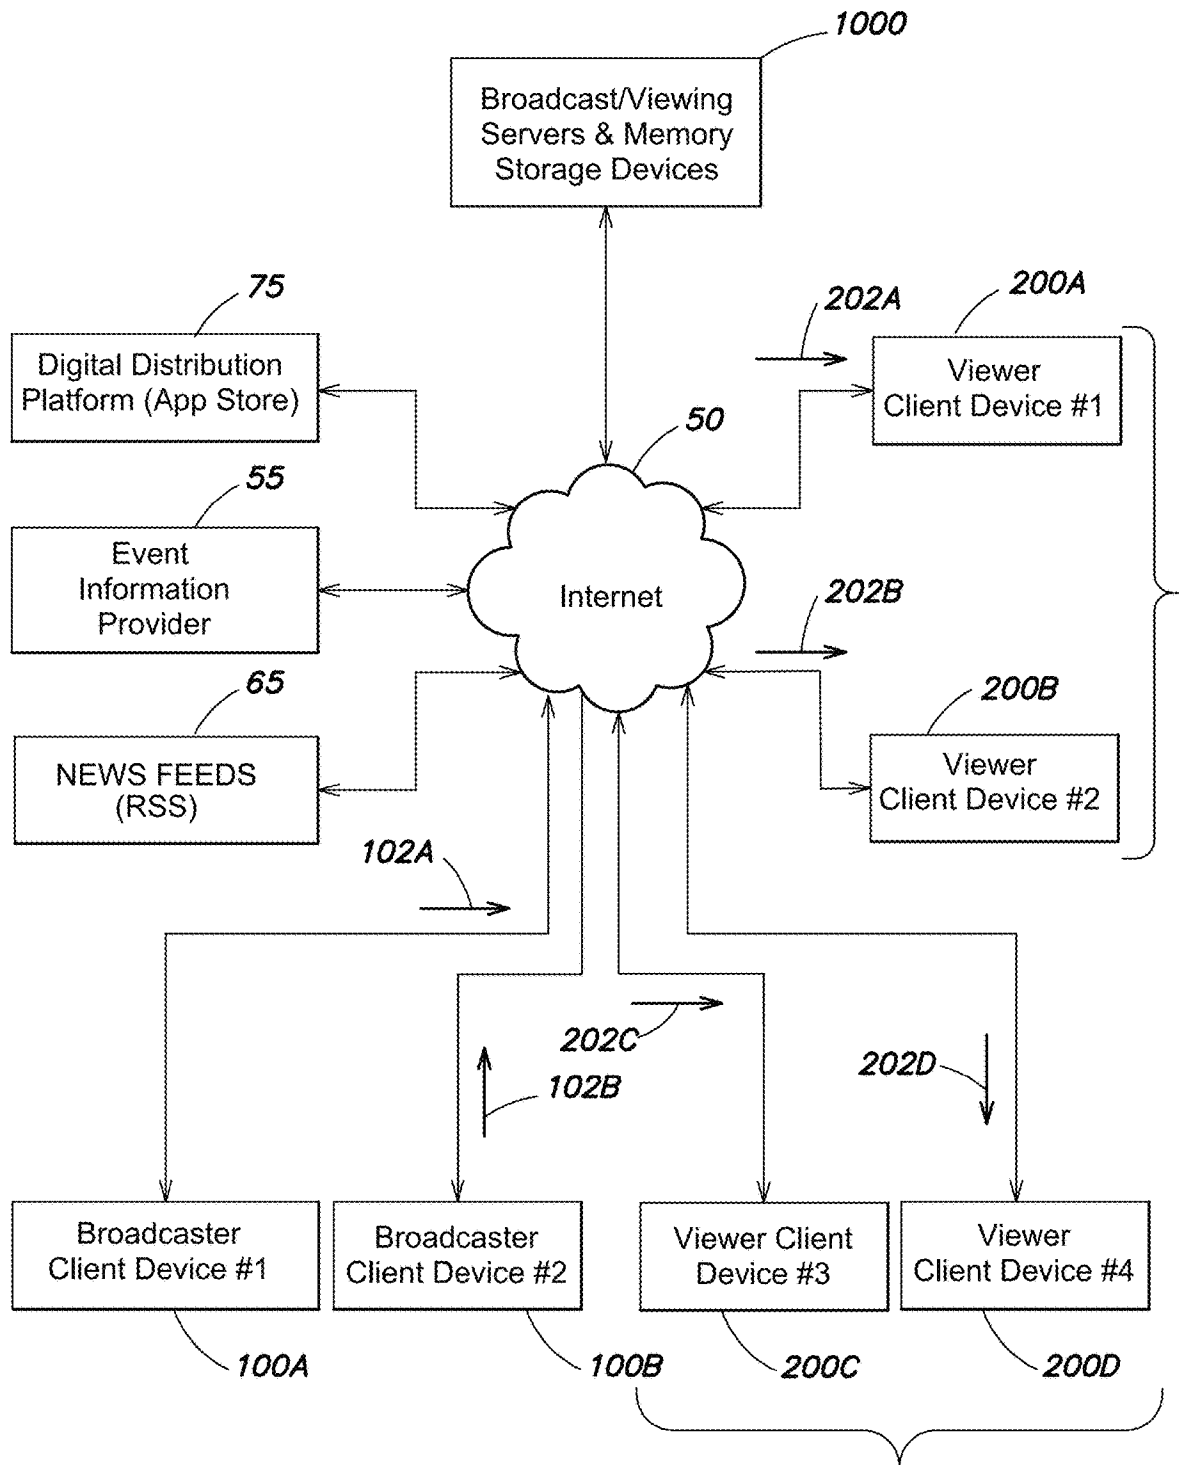 1000
Broadcast/Viewing
Servers & Memory
Storage Devices
75
Digital Distribution
Platform (App Store)
202A
200A
Viewer
Client Device #1
50
55
Event
Information
Provider
Internet
202B
65
NEWS FEEDS
(RSS)
200B
Viewer
Client Device #2
102A
202C
102B
202D
Broadcaster
Client Device #1
Broadcaster
Client Device #2
Viewer Client
Device #3
Viewer
Client Device #4
100A
100B
200C
200D